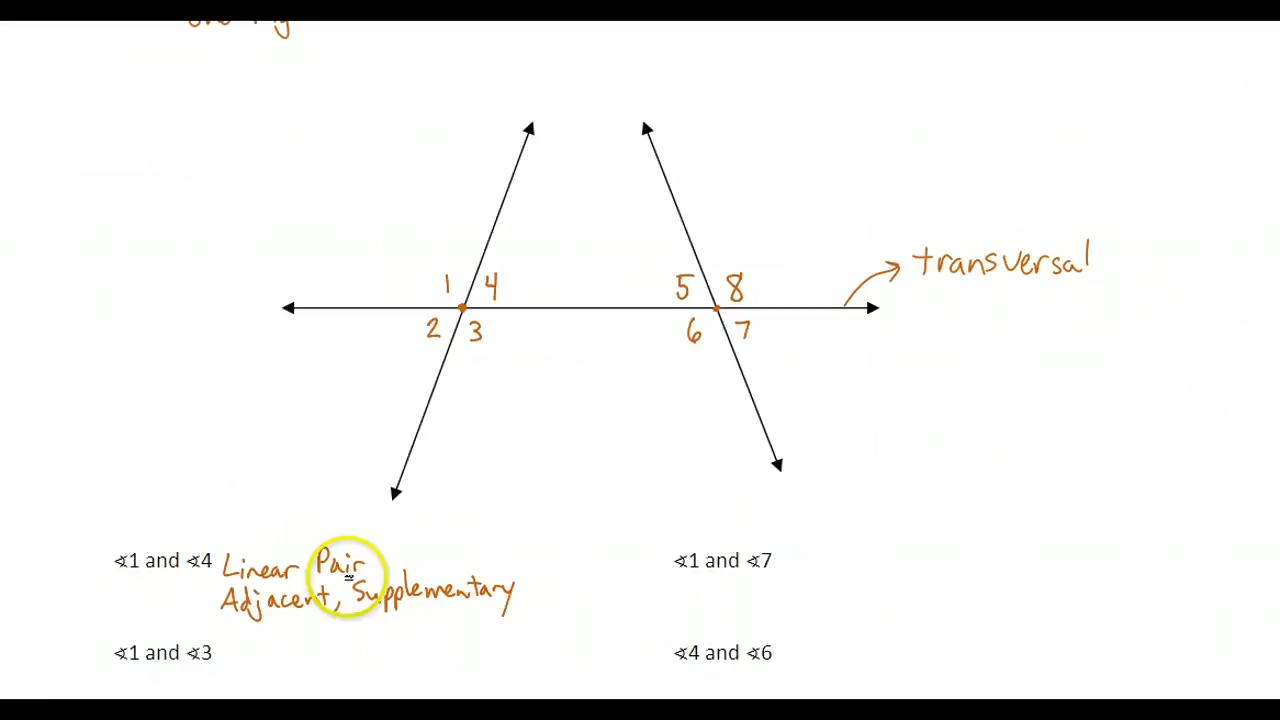 transversal
1 4 5 8
2 3 6 7
∢1 and ∢4 Linear Pair
Adjacent, Supplementary
∢1 and ∢7
∢1 and ∢3
∢4 and ∢6